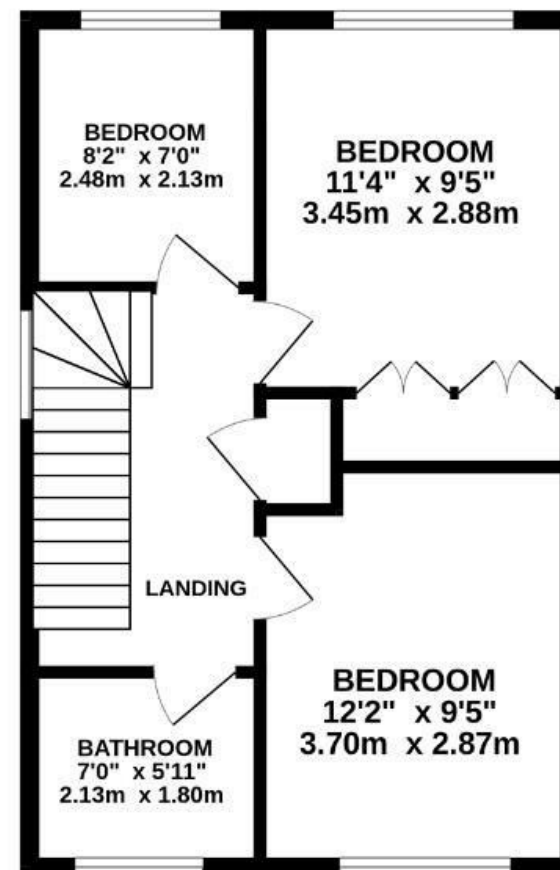 BEDROOM
8'2" x 7'0"
2.48m x 2.13m
BEDROOM
11'4" x 9'5"
3.45m x 2.88m
LANDING
BEDROOM
12'2" x 9'5"
3.70m x 2.87m
BATHROOM
7'0" x 5'11"
2.13m x 1.80m